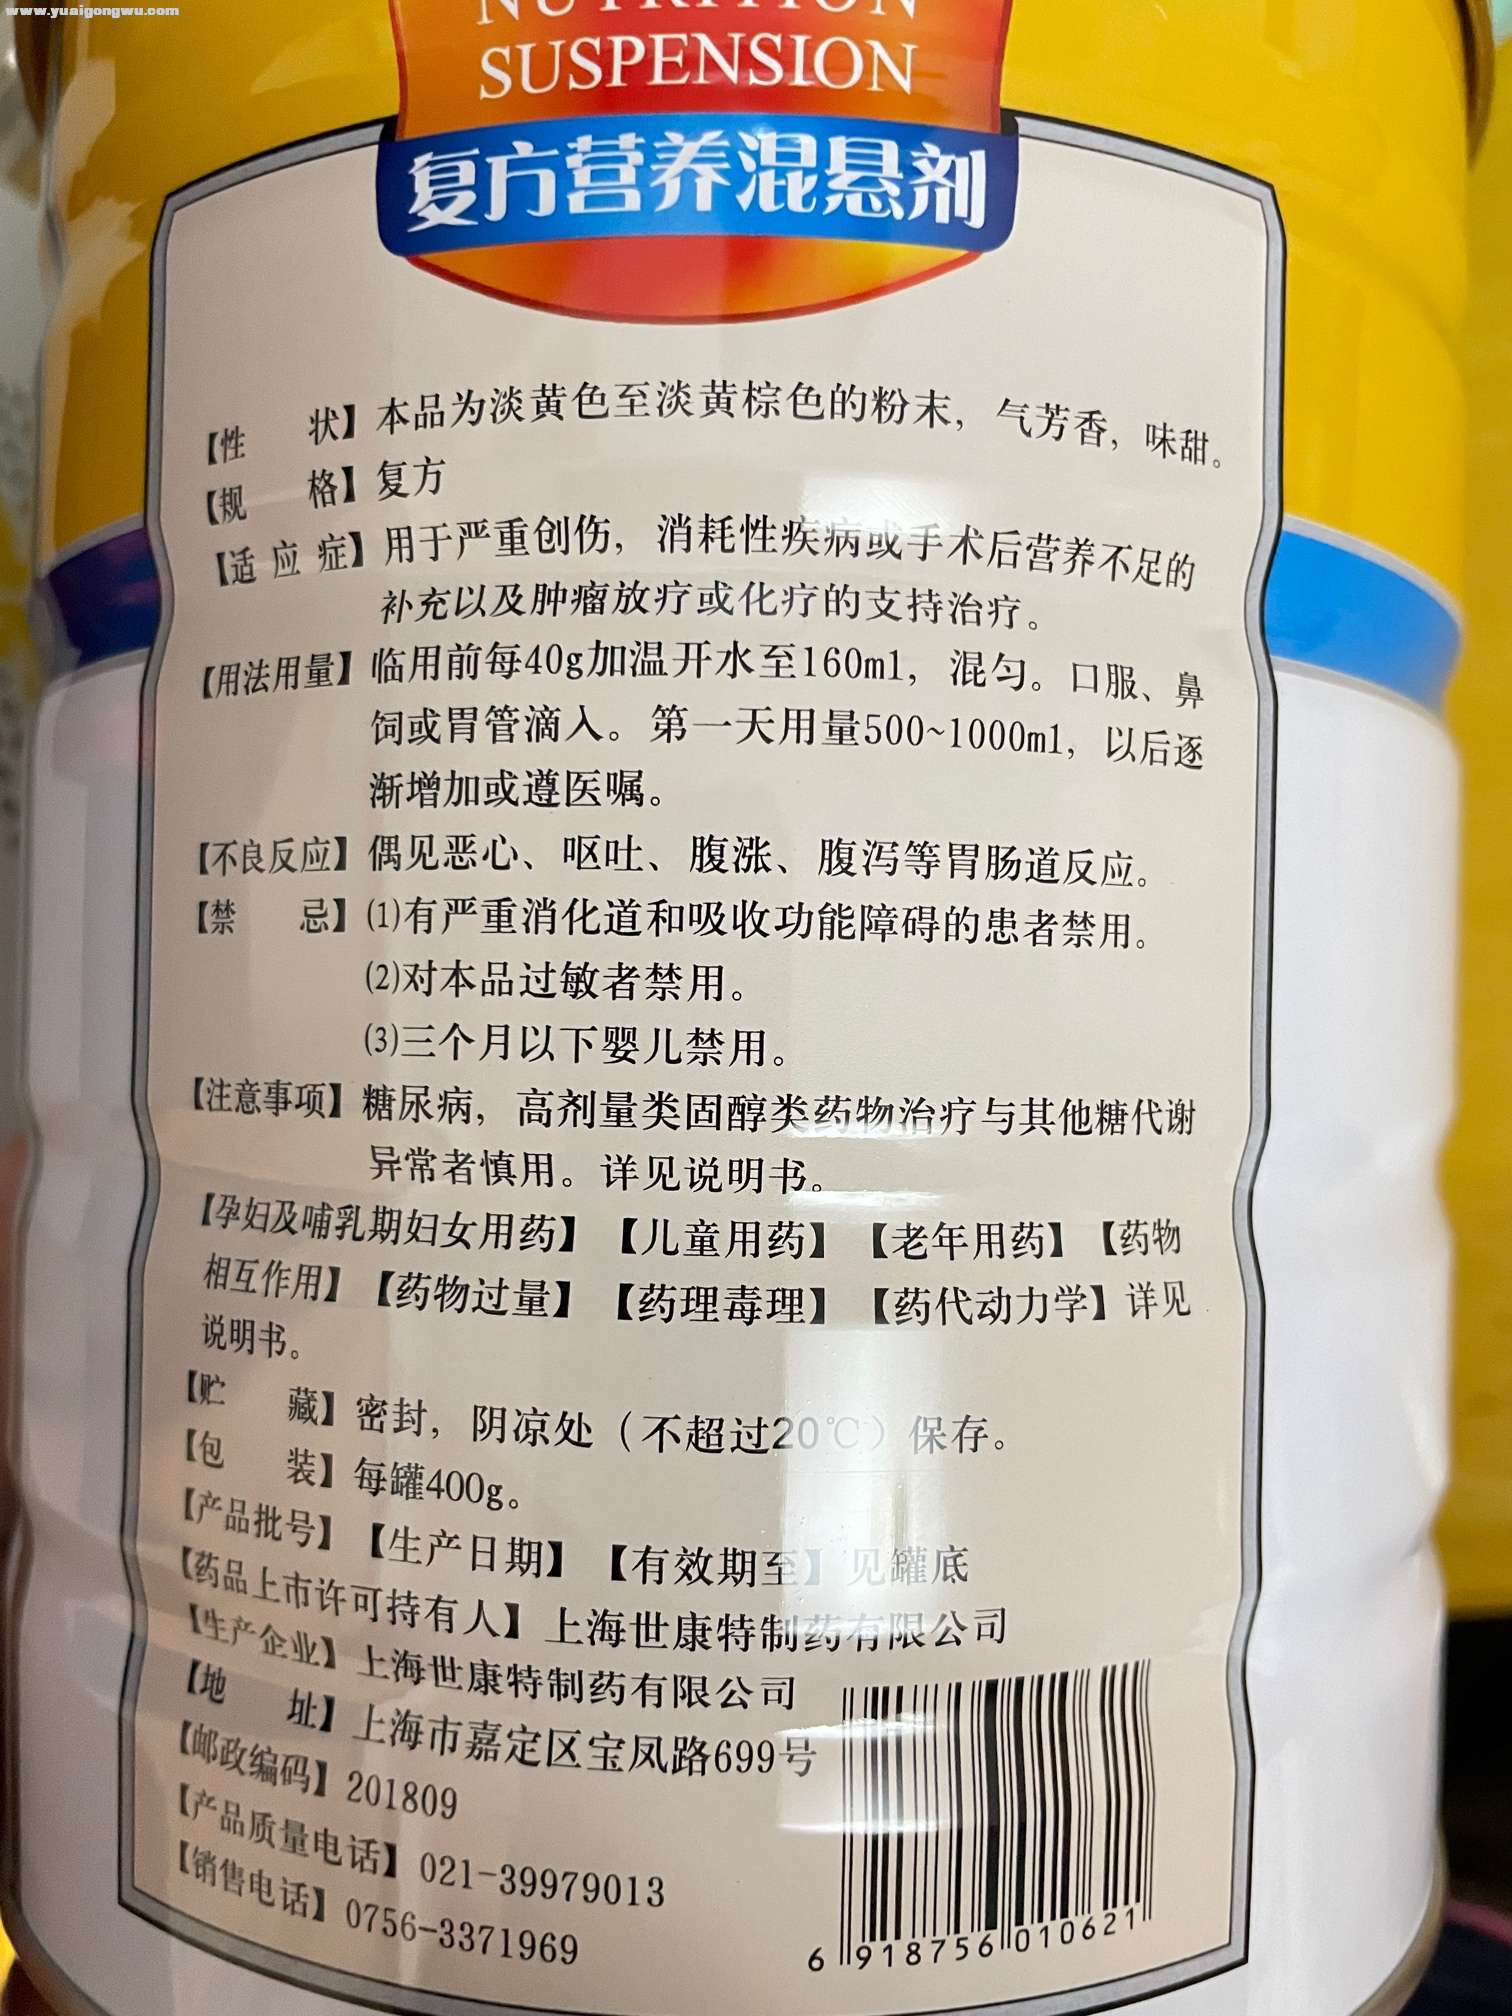 www.yuaigongwu.com
NUTRITION
SUSPENSION
复方营养混悬剂
【性 状】本品为淡黄色至淡黄棕色的粉末，气芳香，味甜。
【规 格】复方
【适 应 症】用于严重创伤，消耗性疾病或手术后营养不足的
补充以及肿瘤放疗或化疗的支持治疗。
【用法用量】临用前每40g加温开水至160ml，混匀。口服、鼻
饲或胃管滴入。第一天用量500~1000ml，以后逐
渐增加或遵医嘱。
【不良反应】偶见恶心、呕吐、腹涨、腹泻等胃肠道反应。
【禁 忌】(1)有严重消化道和吸收功能障碍的患者禁用。
(2)对本品过敏者禁用。
(3)三个月以下婴儿禁用。
【注意事项】糖尿病，高剂量类固醇类药物治疗与其他糖代谢
异常者慎用。详见说明书。
【孕妇及哺乳期妇女用药】【儿童用药】【老年用药】【药物
相互作用】【药物过量】【药理毒理】【药代动力学】详见
说明书。
【贮 藏】密封，阴凉处（不超过20℃）保存。
【包 装】每罐400g。
【产品批号】【生产日期】【有效期至】见罐底
【药品上市许可持有人】上海世康特制药有限公司
【生产企业】上海世康特制药有限公司
【地 址】上海市嘉定区宝凤路699号
【邮政编码】201809
【产品质量电话】021-39979013
【销售电话】0756-3371969
6 918756 010621